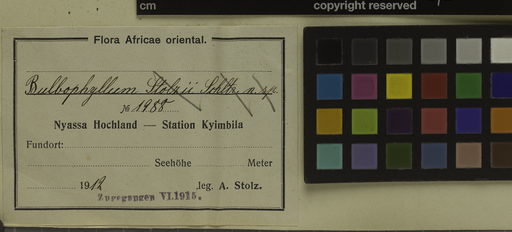 cm
copyright reserved
Flora Africae oriental.
Bulbophyllum Stolzii Schltr. n. sp.
№ 1980
Nyassa Hochland — Station Kyimbila
Fundort:
Seehöhe Meter
1912 leg. A. Stolz.
Zugegangen VI.1915.